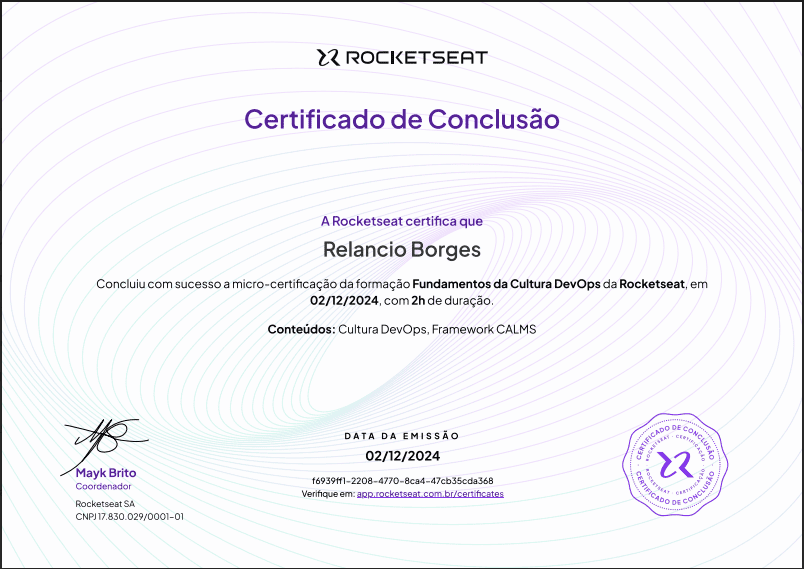 ROCKETSEAT
Certificado de Conclusão
A Rocketseat certifica que
Relancio Borges
Concluiu com sucesso a micro-certificação da formação Fundamentos da Cultura DevOps da Rocketseat, em
02/12/2024, com 2h de duração.
Conteúdos: Cultura DevOps, Framework CALMS
Mayk Brito
Coordenador
Rocketseat SA
CNPJ 17.830.029/0001-01
DATA DA EMISSÃO
02/12/2024
f6939ff1-2208-4770-8ca4-47cb35cda368
Verifique em: app.rocketseat.com.br/certificates
CERTIFICADO DE CONCLUSÃO
ROCKETSEAT - CERTIFICAÇÃO
ROCKETSEAT - CERTIFICAÇÃO
CERTIFICADO DE CONCLUSÃO